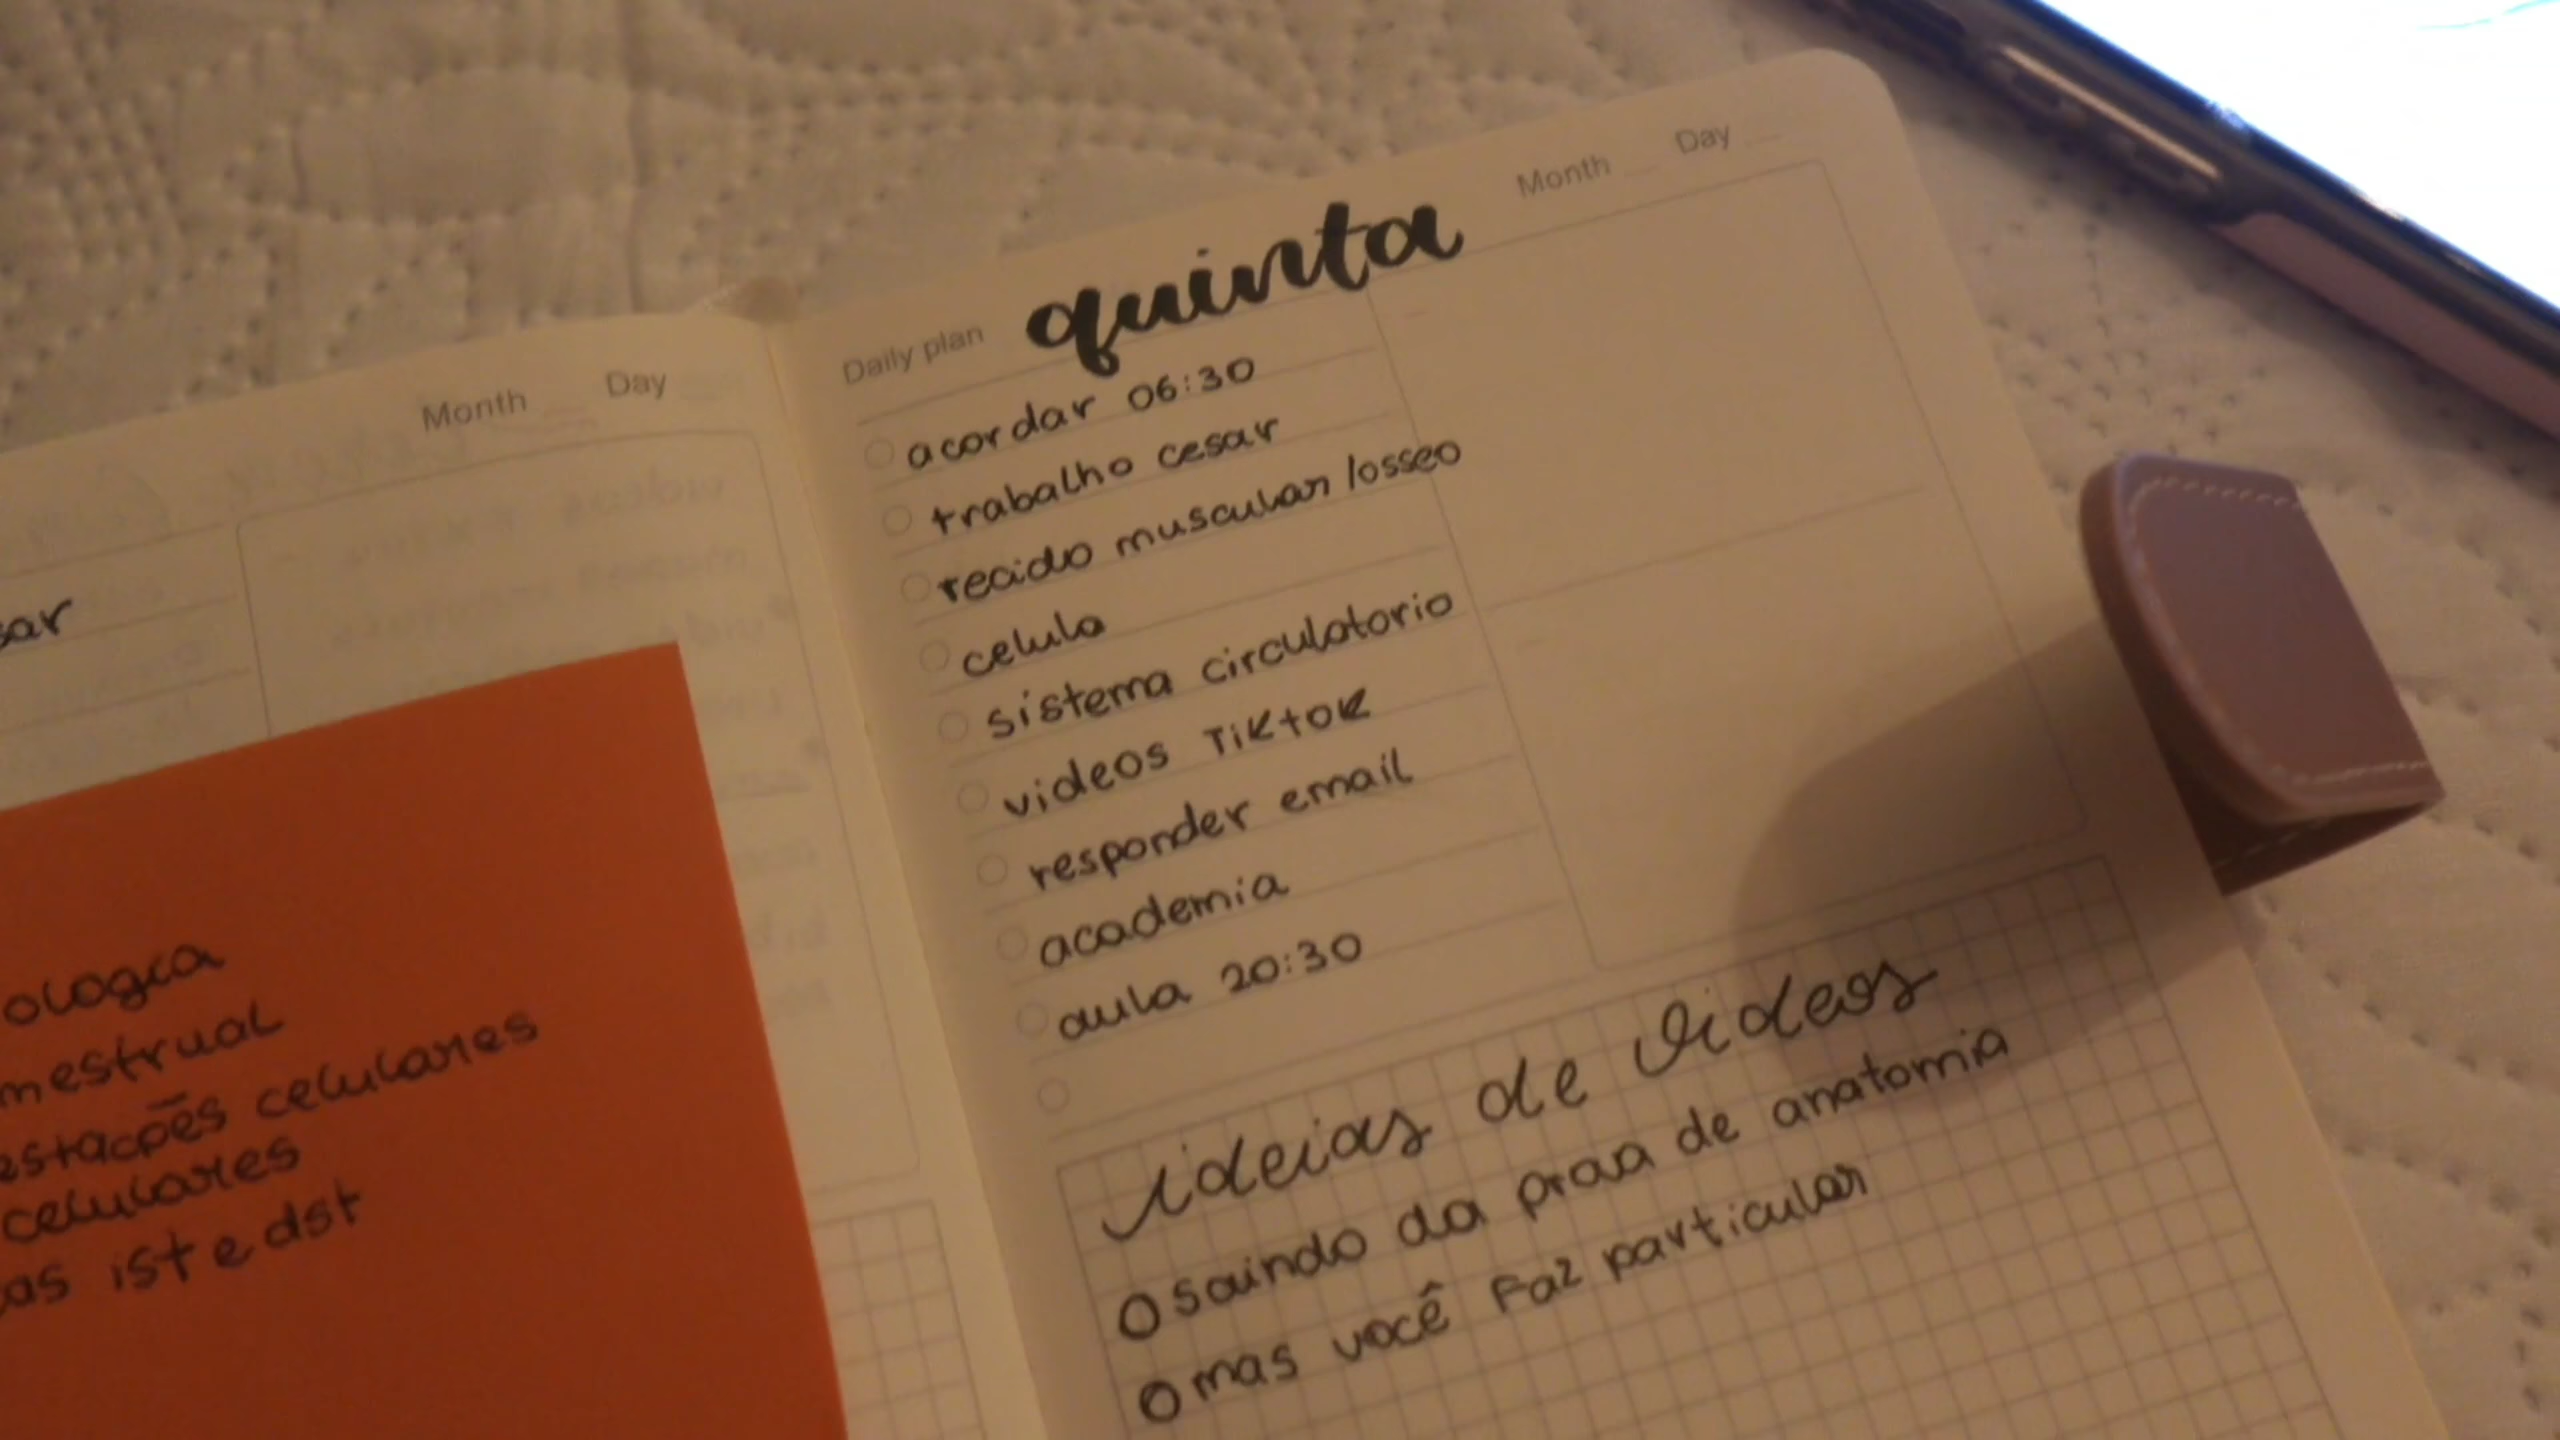 Month Day
sar
ologia
mestrual
estações celulares
celulares
as ist e dst
Month Day
Daily plan quinta
acordar 06:30
trabalho cesar
tecido muscular/osseo
celula
sistema circulatorio
videos TiKtOK
responder email
academia
aula 20:30
ideias de videos
O saindo da prova de anatomia
O mas você Faz particular